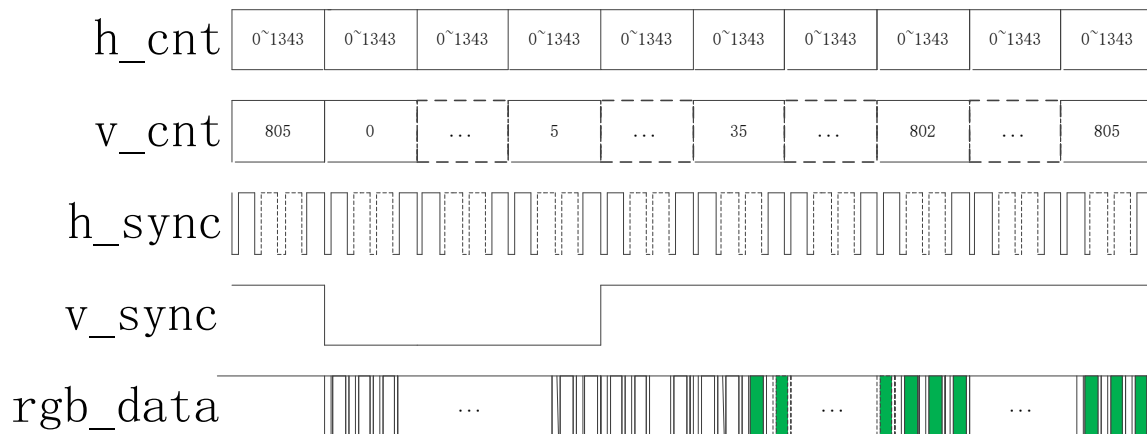 h_cnt 0~1343 0~1343 0~1343 0~1343 0~1343 0~1343 0~1343 0~1343 0~1343 0~1343
v_cnt 805 0 ... 5 ... 35 ... 802 ... 805
h_sync
v_sync
rgb_data ... ... ...